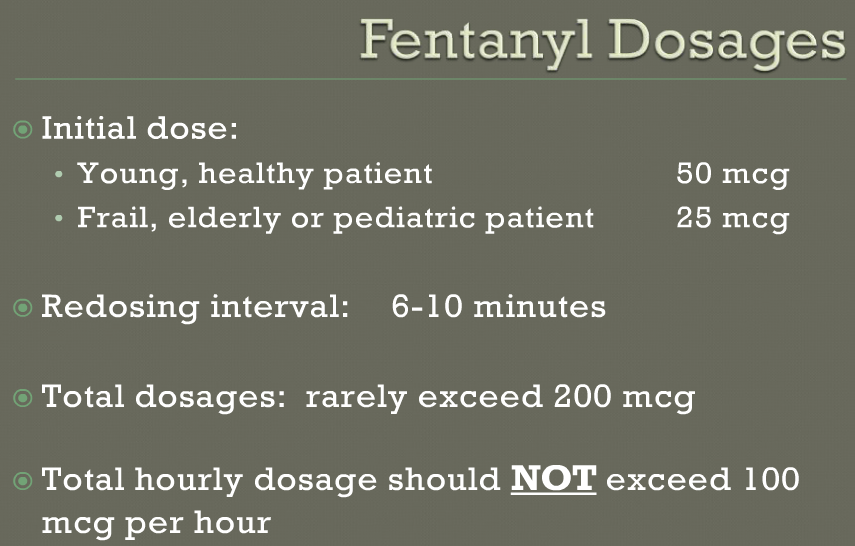 Fentanyl Dosages
Initial dose:
Young, healthy patient 50 mcg
Frail, elderly or pediatric patient 25 mcg
Redosing interval: 6-10 minutes
Total dosages: rarely exceed 200 mcg
Total hourly dosage should NOT exceed 100
mcg per hour